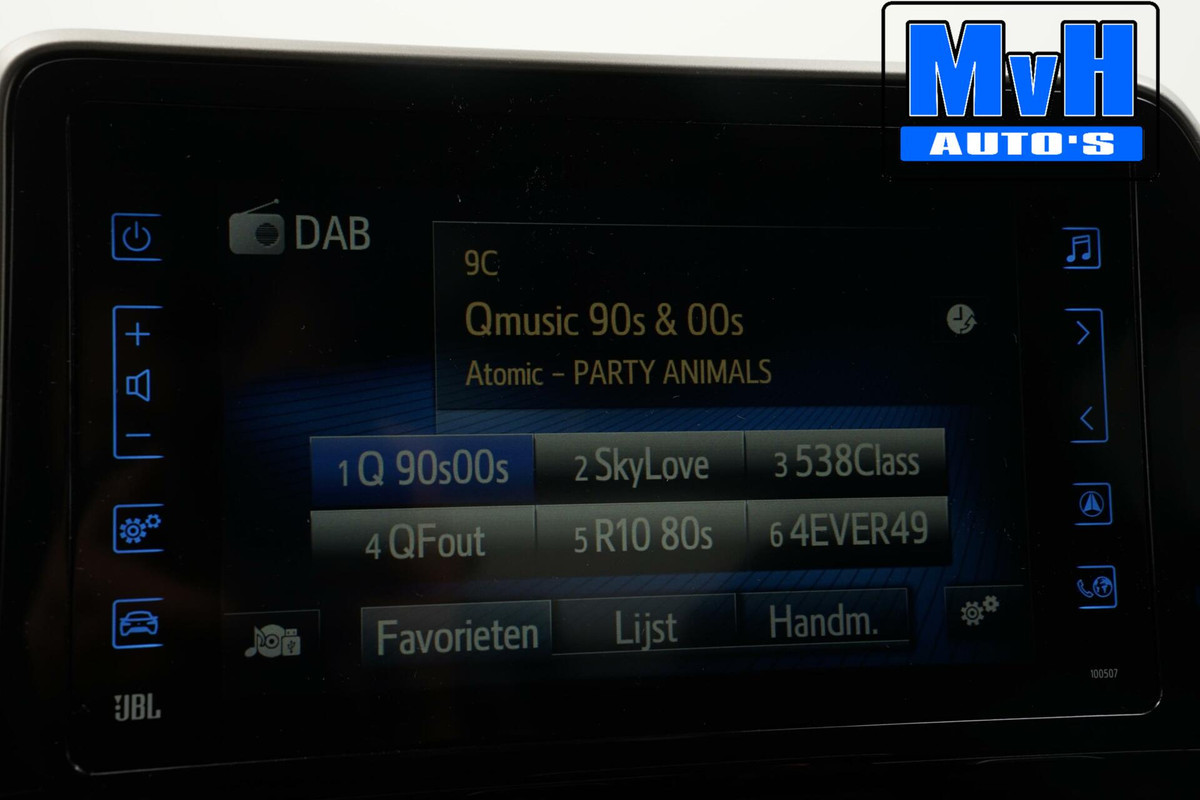 MvH
AUTO'S
DAB
9C
Qmusic 90s & 00s
Atomic - PARTY ANIMALS
1 Q 90s00s 2 SkyLove 3 538Class
4 QFout 5 R10 80s 6 4EVER49
Favorieten Lijst Handm.
100507
JBL